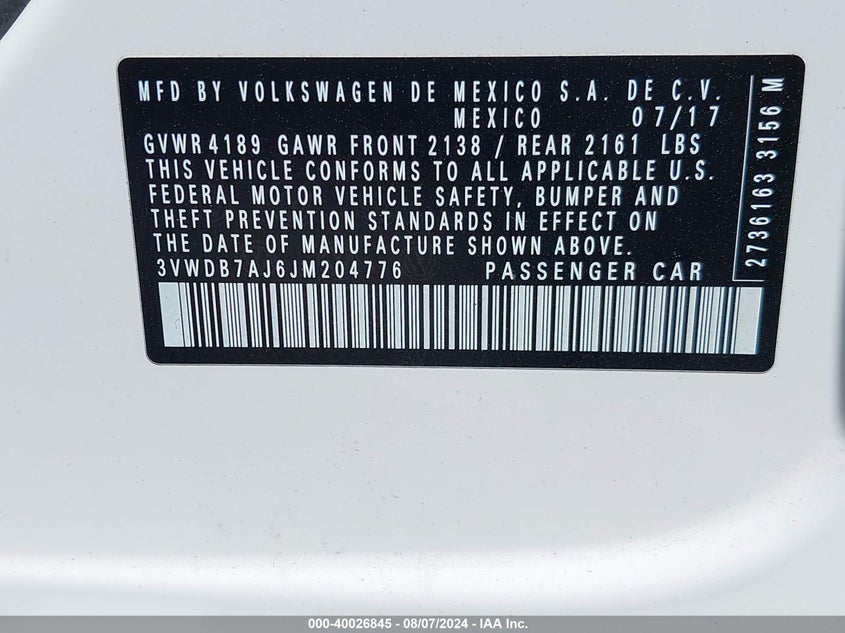 MFD BY VOLKSWAGEN DE MEXICO S.A. DE C.V.
MEXICO 07/17
GVWR 4189 GAWR FRONT 2138 / REAR 2161 LBS
THIS VEHICLE CONFORMS TO ALL APPLICABLE U.S.
FEDERAL MOTOR VEHICLE SAFETY, BUMPER AND
THEFT PREVENTION STANDARDS IN EFFECT ON
THE DATE OF MANUFACTURE SHOWN ABOVE.
3VWDB7AJ6JM204776 PASSENGER CAR
2736163 3156 M
000-40026845 - 08/07/2024 - IAA Inc.